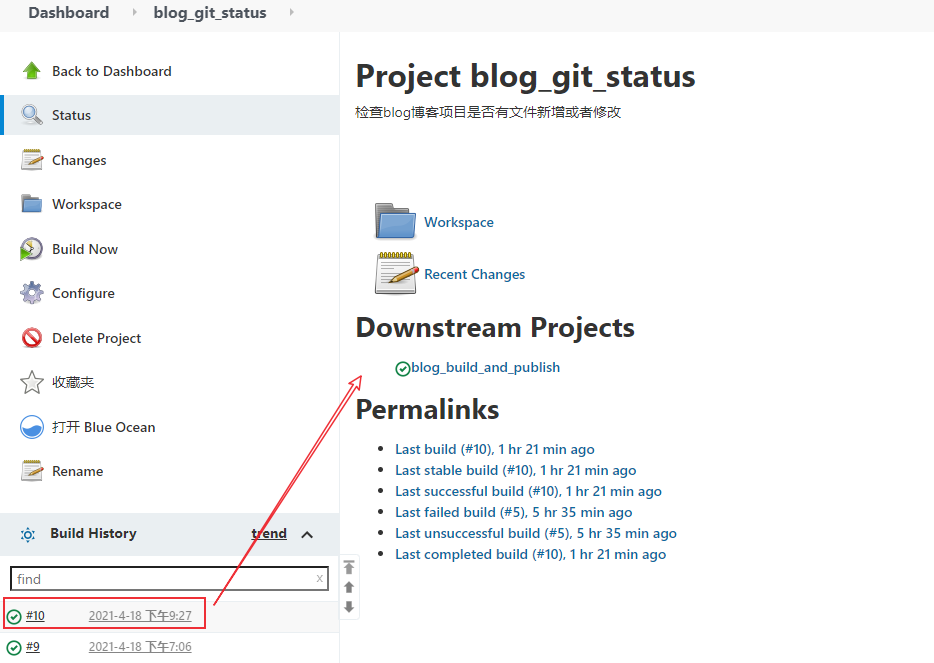 Dashboard blog_git_status
Back to Dashboard
Status
Changes
Workspace
Build Now
Configure
Delete Project
收藏夹
打开 Blue Ocean
Rename
Build History trend
find x
#10 2021-4-18 下午9:27
#9 2021-4-18 下午7:06
Project blog_git_status
检查blog博客项目是否有文件新增或者修改
Workspace
Recent Changes
Downstream Projects
blog_build_and_publish
Permalinks
Last build (#10), 1 hr 21 min ago
Last stable build (#10), 1 hr 21 min ago
Last successful build (#10), 1 hr 21 min ago
Last failed build (#5), 5 hr 35 min ago
Last unsuccessful build (#5), 5 hr 35 min ago
Last completed build (#10), 1 hr 21 min ago